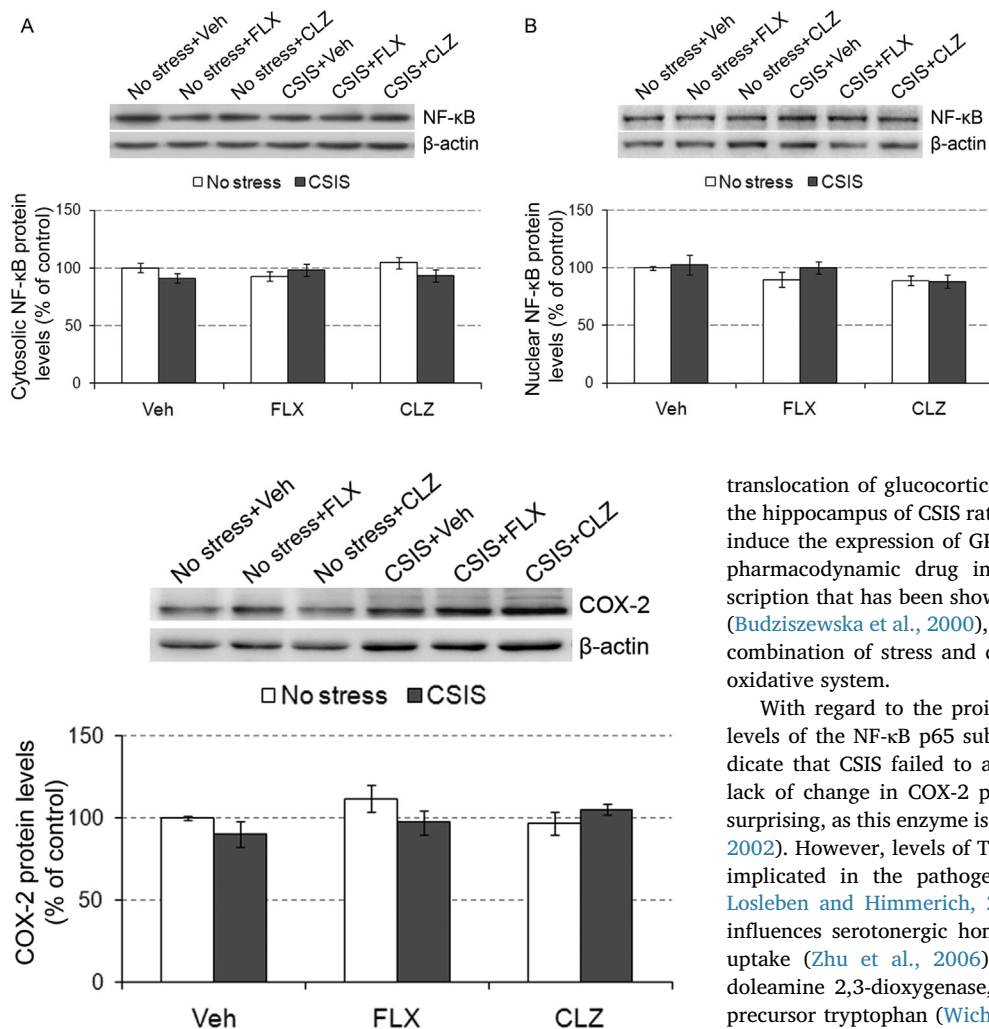 A
No stress+Veh
No stress+FLX
No stress+CLZ
CSIS+Veh
CSIS+FLX
CSIS+CLZ
NF-κB
β-actin
No stress CSIS
Cytosolic NF-κB protein
levels (% of control)
150
100
50
0
Veh FLX CLZ
B
No stress+Veh
No stress+FLX
No stress+CLZ
CSIS+Veh
CSIS+FLX
CSIS+CLZ
NF-κB
β-actin
No stress CSIS
Nuclear NF-κB protein
levels (% of control)
150
100
50
0
Veh FLX CLZ
No stress+Veh
No stress+FLX
No stress+CLZ
CSIS+Veh
CSIS+FLX
CSIS+CLZ
COX-2
β-actin
No stress CSIS
COX-2 protein levels
(% of control)
150
100
50
0
Veh FLX CLZ
translocation of glucocortic
the hippocampus of CSIS rat
induce the expression of GP
pharmacodynamic drug in
scription that has been show
(Budziszewska et al., 2000),
combination of stress and c
oxidative system.
With regard to the proi
levels of the NF-κB p65 sub
dicate that CSIS failed to a
lack of change in COX-2 p
surprising, as this enzyme is
2002). However, levels of T
implicated in the pathoge
Losleben and Himmerich, 2
influences serotonergic hon
uptake (Zhu et al., 2006)
doleamine 2,3-dioxygenase,
precursor tryptophan (Wich